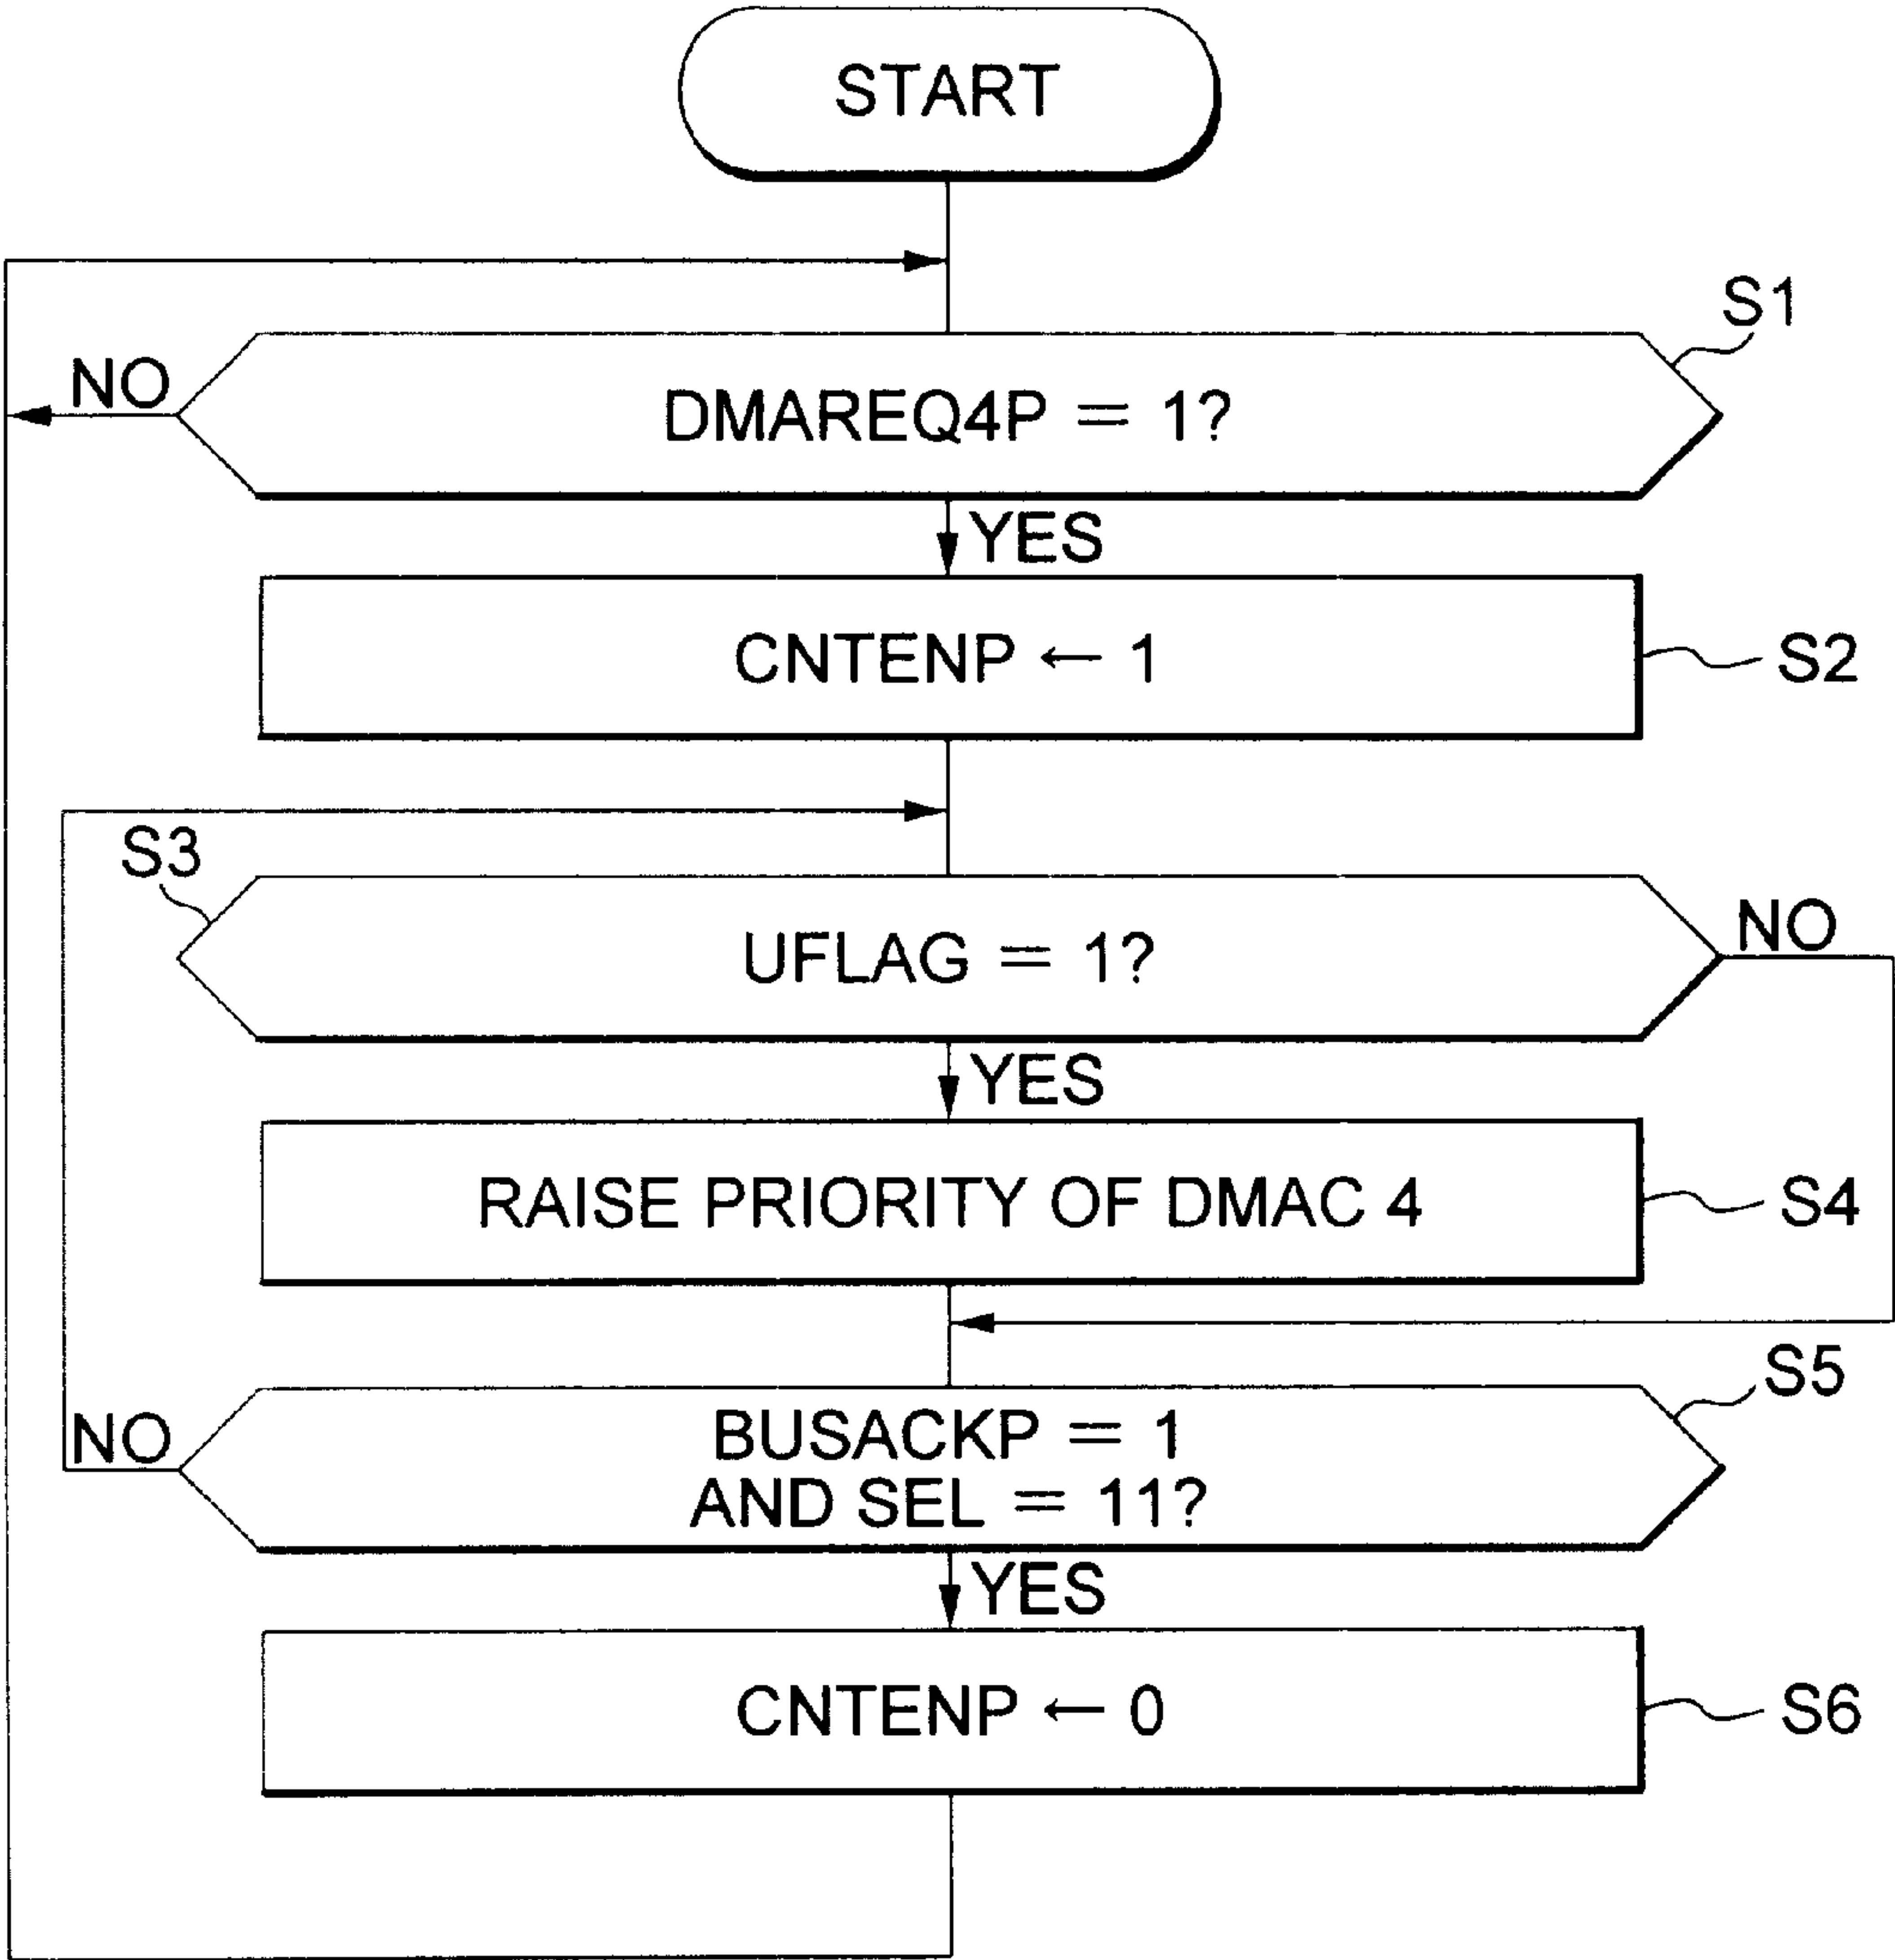 START
S1
NO
DMAREQ4P = 1?
YES
CNTENP ← 1
S2
S3
NO
UFLAG = 1?
YES
RAISE PRIORITY OF DMAC 4
S4
S5
NO
BUSACKP = 1
AND SEL = 11?
YES
CNTENP ← 0
S6